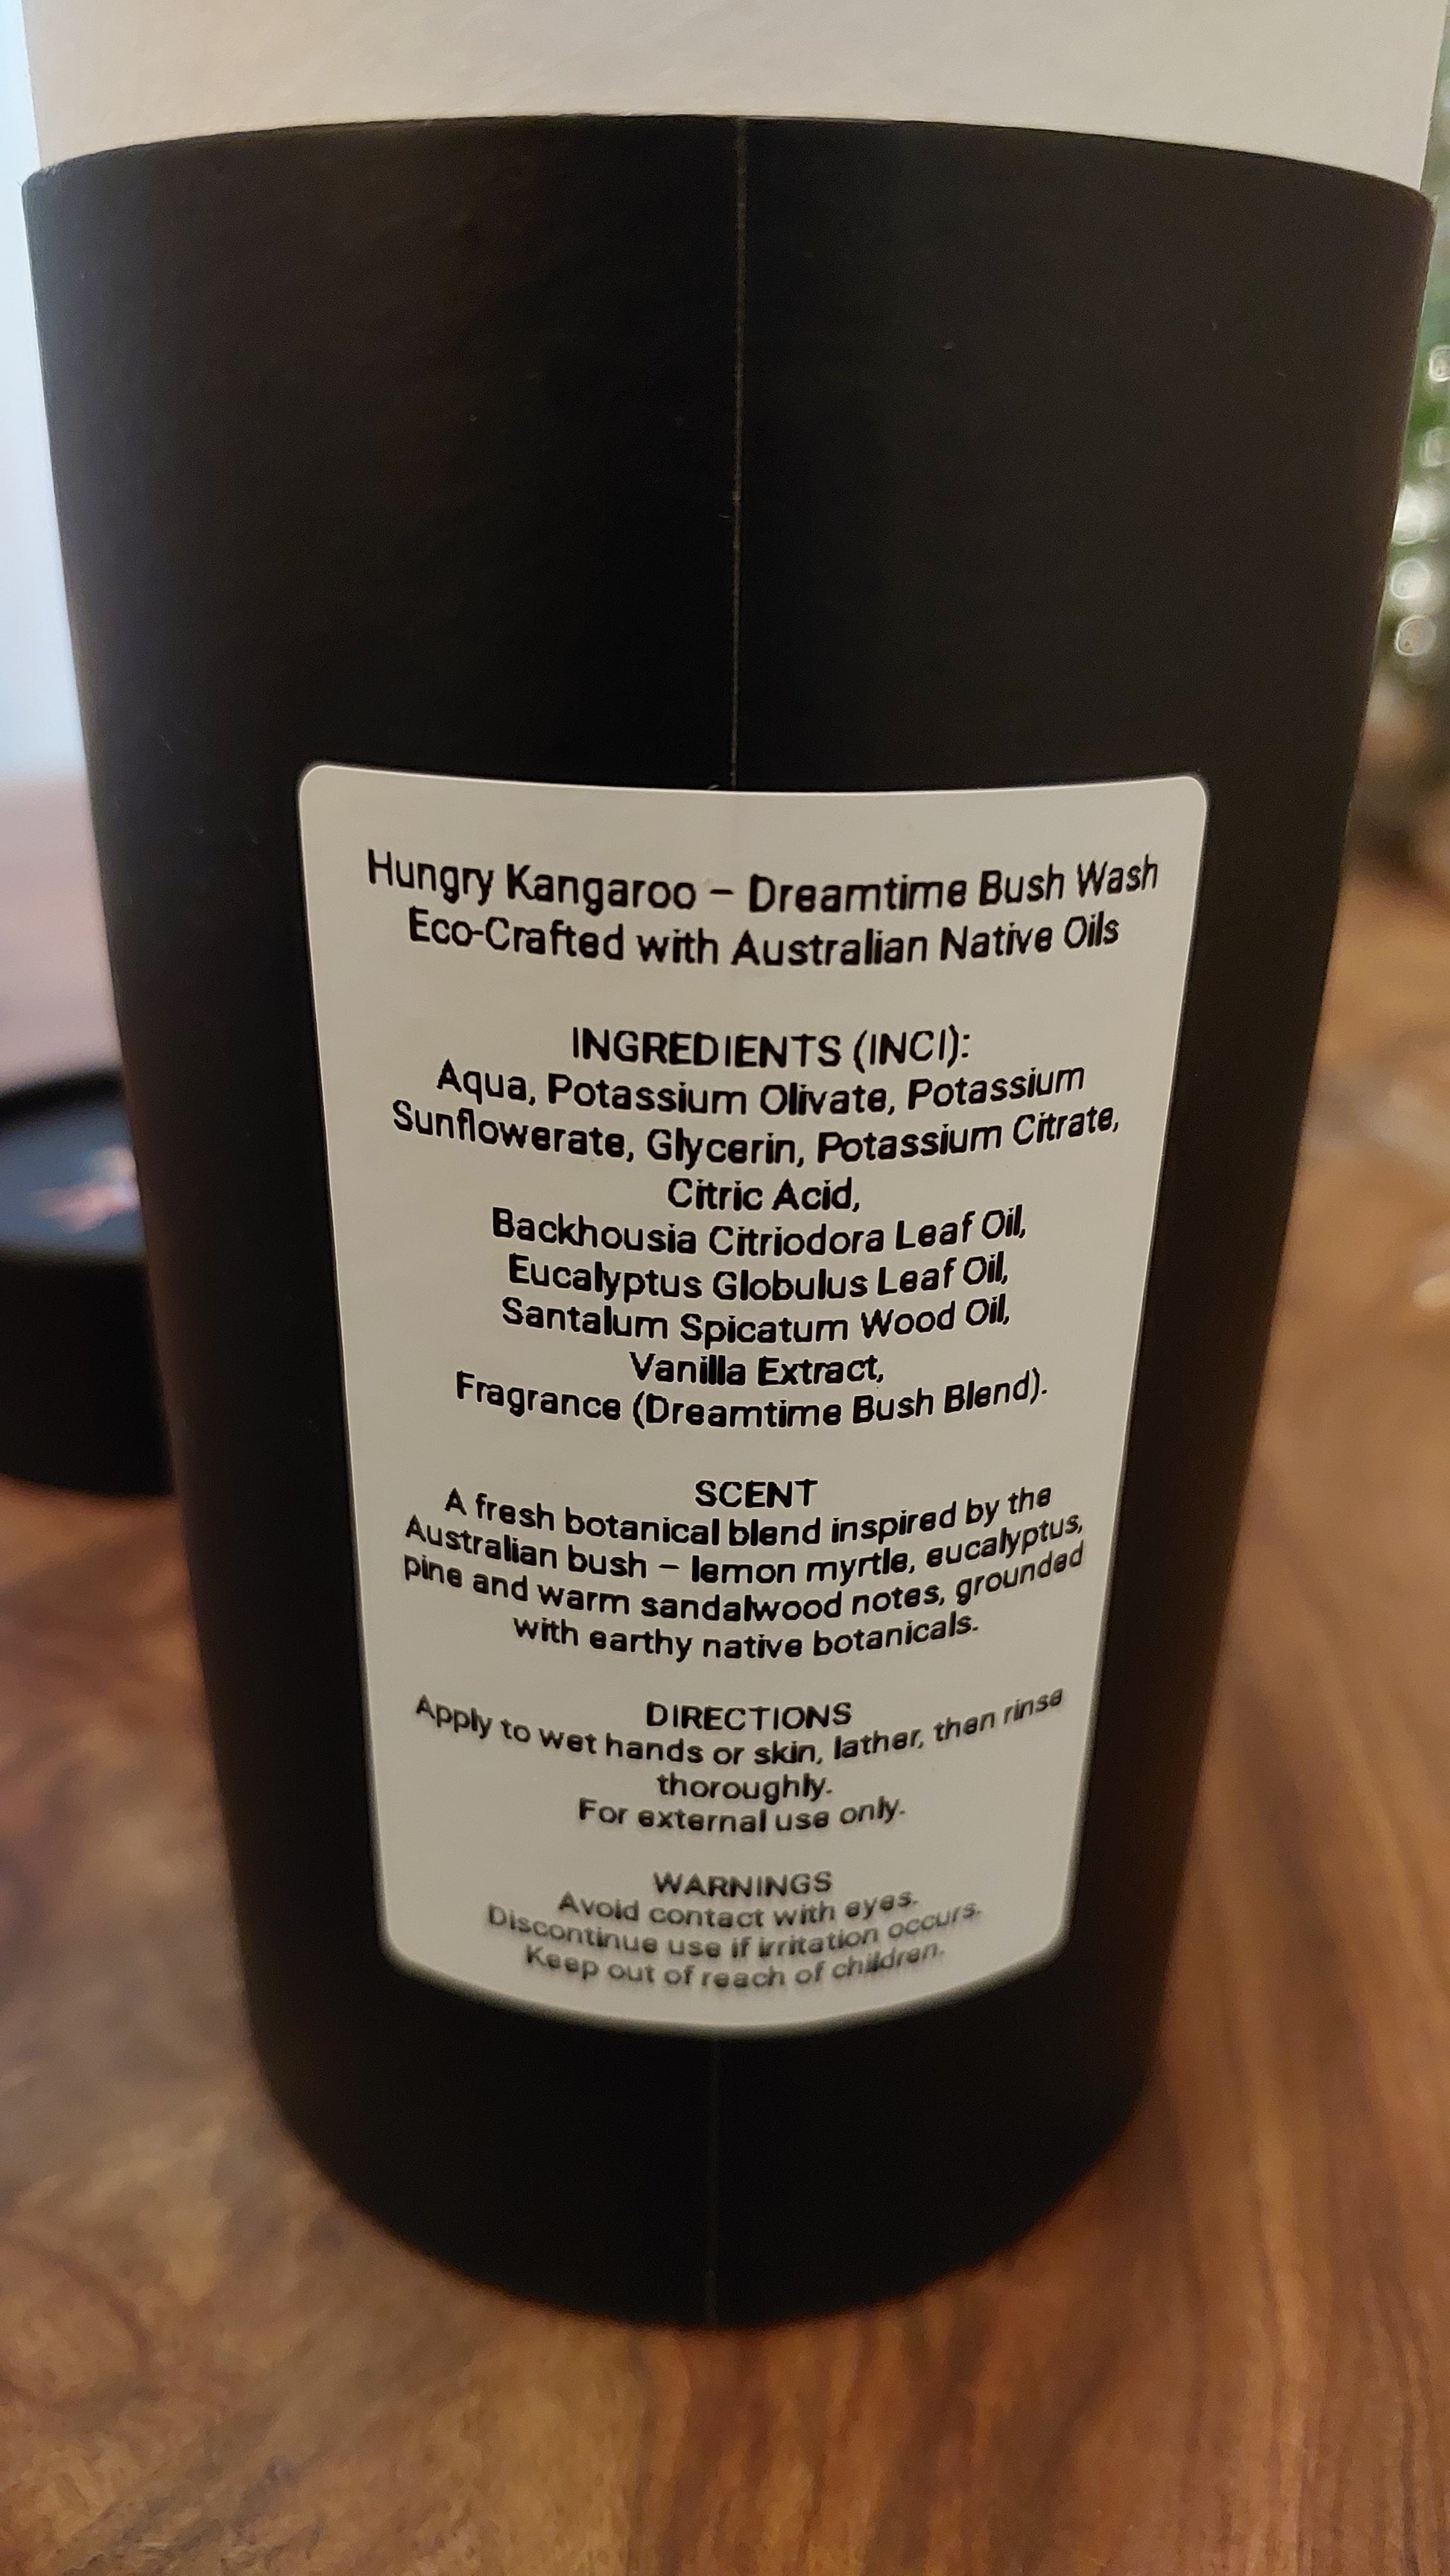 Hungry Kangaroo – Dreamtime Bush Wash
Eco-Crafted with Australian Native Oils
INGREDIENTS (INCI):
Aqua, Potassium Olivate, Potassium
Sunflowerate, Glycerin, Potassium Citrate,
Citric Acid,
Backhousia Citriodora Leaf Oil,
Eucalyptus Globulus Leaf Oil,
Santalum Spicatum Wood Oil,
Vanilla Extract,
Fragrance (Dreamtime Bush Blend).
SCENT
A fresh botanical blend inspired by the
Australian bush – lemon myrtle, eucalyptus,
pine and warm sandalwood notes, grounded
with earthy native botanicals.
DIRECTIONS
Apply to wet hands or skin, lather, then rinse
thoroughly.
For external use only.
WARNINGS
Avoid contact with eyes.
Discontinue use if irritation occurs.
Keep out of reach of children.